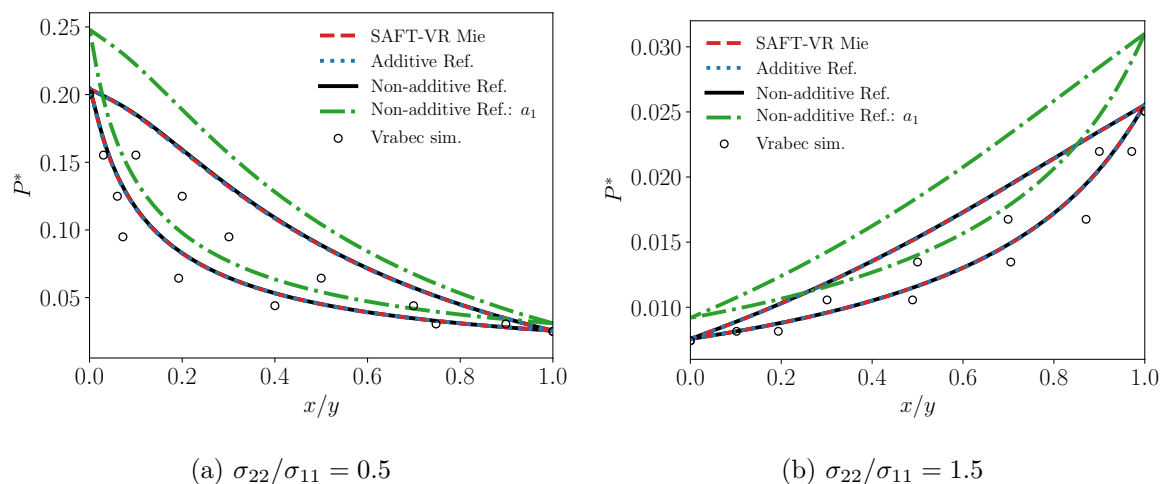 0.25
0.20
0.15
0.10
0.05
P*
0.0 0.2 0.4 0.6 0.8 1.0
x/y
SAFT-VR Mie
Additive Ref.
Non-additive Ref.
Non-additive Ref.: a₁
Vrabec sim.
(a) σ₂₂/σ₁₁ = 0.5
0.030
0.025
0.020
0.015
0.010
P*
0.0 0.2 0.4 0.6 0.8 1.0
x/y
SAFT-VR Mie
Additive Ref.
Non-additive Ref.
Non-additive Ref.: a₁
Vrabec sim.
(b) σ₂₂/σ₁₁ = 1.5